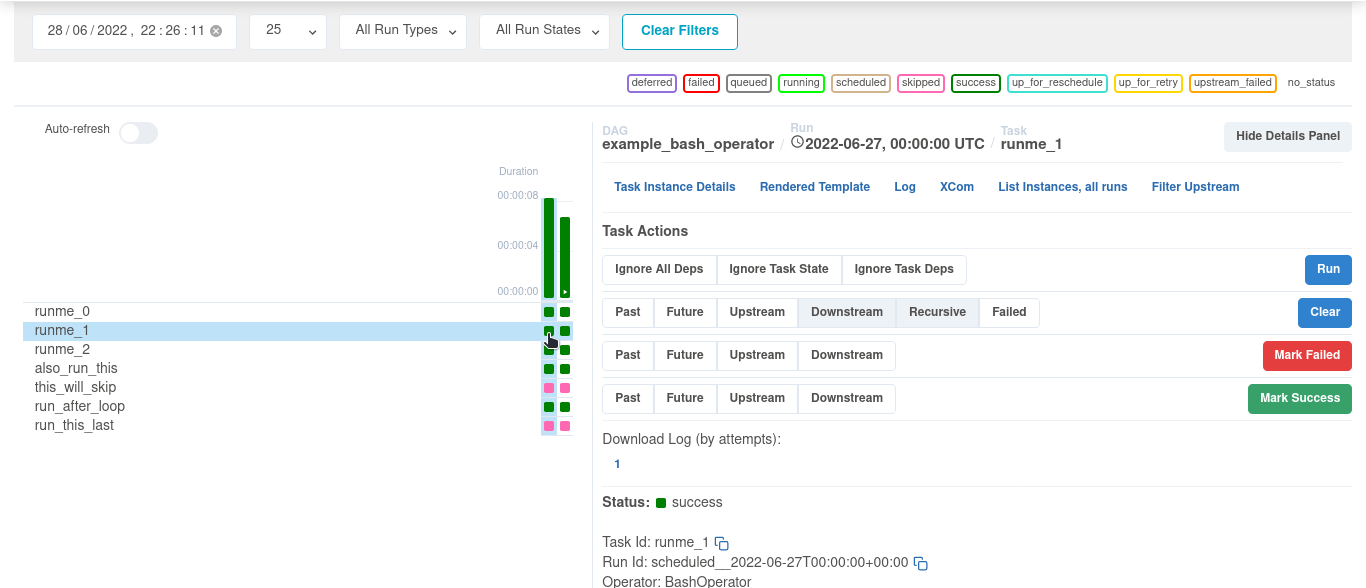 28 / 06 / 2022 , 22 : 26 : 11 25 All Run Types All Run States Clear Filters
deferred failed queued running scheduled skipped success up_for_reschedule up_for_retry upstream_failed no_status
Auto-refresh
Duration
00:00:08
00:00:04
00:00:00
runme_0
runme_1
runme_2
also_run_this
this_will_skip
run_after_loop
run_this_last
DAG Run Task
example_bash_operator / 2022-06-27, 00:00:00 UTC / runme_1
Hide Details Panel
Task Instance Details Rendered Template Log XCom List Instances, all runs Filter Upstream
Task Actions
Ignore All Deps Ignore Task State Ignore Task Deps Run
Past Future Upstream Downstream Recursive Failed Clear
Past Future Upstream Downstream Mark Failed
Past Future Upstream Downstream Mark Success
Download Log (by attempts):
1
Status: success
Task Id: runme_1
Run Id: scheduled__2022-06-27T00:00:00+00:00
Operator: BashOperator